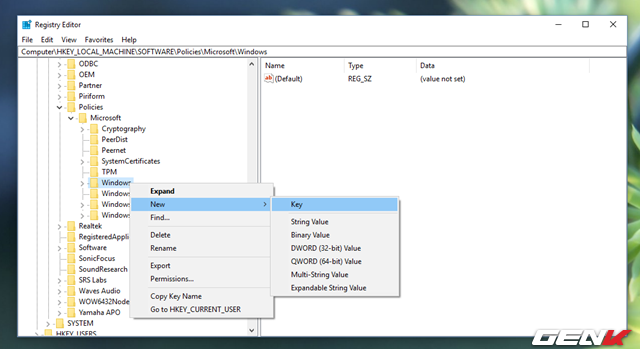 Registry Editor
File Edit View Favorites Help
Computer\HKEY_LOCAL_MACHINE\SOFTWARE\Policies\Microsoft\Windows
Name Type Data
(Default) REG_SZ (value not set)
ODBC
OEM
Partner
Piriform
Policies
Microsoft
Cryptography
PeerDist
Peernet
SystemCertificates
TPM
Windows
Windows
Windows
Windows
Realtek
RegisteredApplic
Software
SonicFocus
SoundResearch
SRS Labs
Waves Audio
WOW6432Node
Yamaha APO
SYSTEM
HKEY_USERS
Expand
New
Find...
Delete
Rename
Export
Permissions...
Copy Key Name
Go to HKEY_CURRENT_USER
Key
String Value
Binary Value
DWORD (32-bit) Value
QWORD (64-bit) Value
Multi-String Value
Expandable String Value
GENK